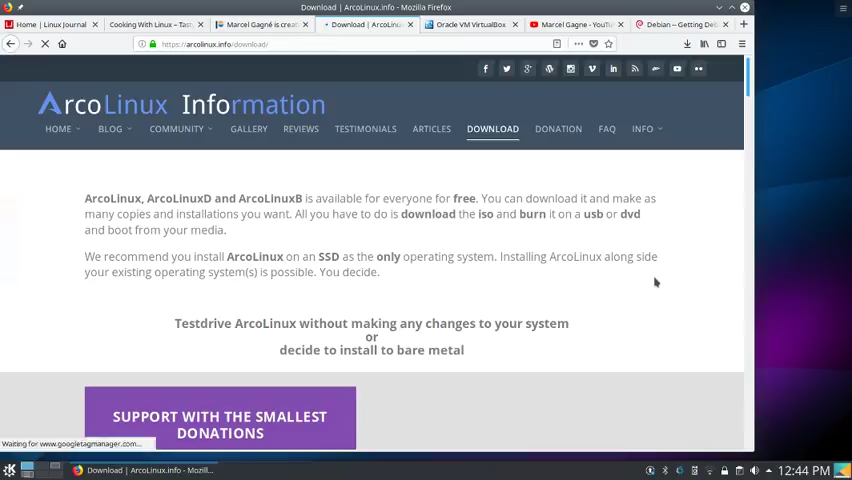 Download | ArcoLinux.info - Mozilla Firefox
Home | Linux Journal
Cooking With Linux – Tasty
Marcel Gagné is creati
Download | ArcoLinux
Oracle VM VirtualBox
Marcel Gagne - YouTu
Debian -- Getting Deb
https://arcolinux.info/download/
ArcoLinux Information
HOME
BLOG
COMMUNITY
GALLERY
REVIEWS
TESTIMONIALS
ARTICLES
DOWNLOAD
DONATION
FAQ
INFO
ArcoLinux, ArcoLinuxD and ArcoLinuxB is available for everyone for free. You can download it and make as
many copies and installations you want. All you have to do is download the iso and burn it on a usb or dvd
and boot from your media.
We recommend you install ArcoLinux on an SSD as the only operating system. Installing ArcoLinux along side
your existing operating system(s) is possible. You decide.
Testdrive ArcoLinux without making any changes to your system
or
decide to install to bare metal
SUPPORT WITH THE SMALLEST
DONATIONS
Waiting for www.googletagmanager.com...
Download | ArcoLinux.info - Mozill...
12:44 PM